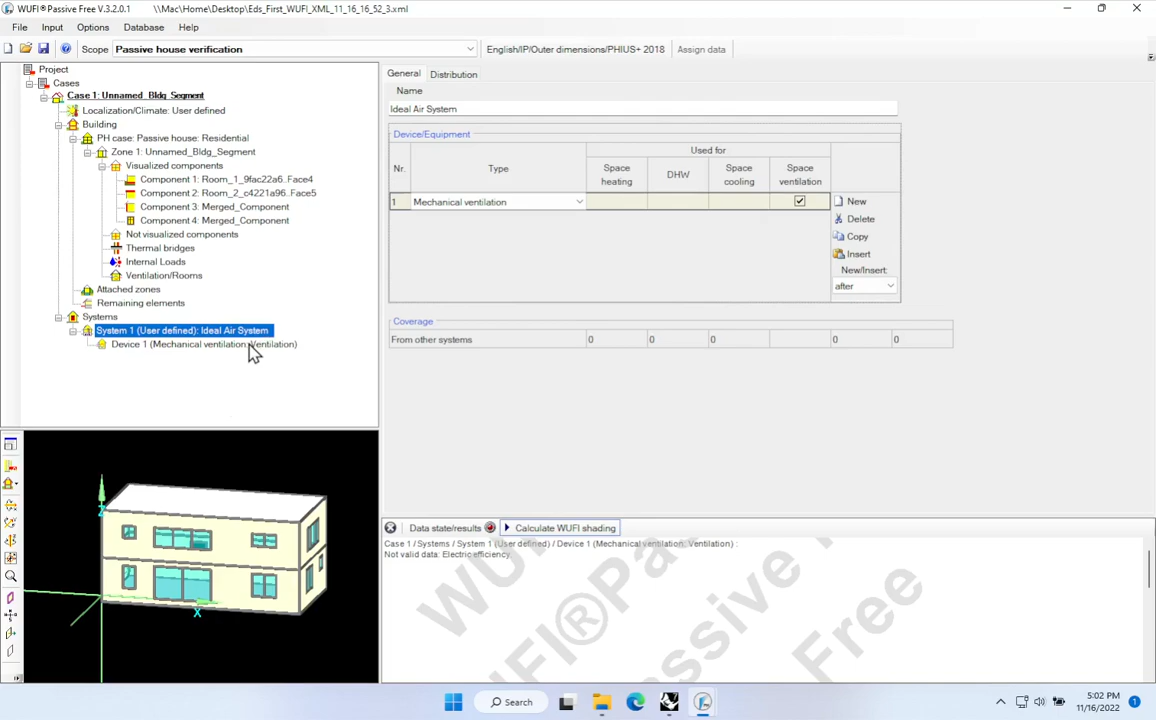 WUFI®Passive Free V.3.2.0.1 \\Mac\Home\Desktop\Eds_First_WUFI_XML_11_16_16_52_3.xml
File Input Options Database Help
Scope Passive house verification English/IP/Outer dimensions/PHIUS+ 2018 Assign data
Project
Cases
Case 1: Unnamed_Bldg_Segment
Localization/Climate: User defined
Building
PH case: Passive house: Residential
Zone 1: Unnamed_Bldg_Segment
Visualized components
Component 1: Room_1_9fac22a6..Face4
Component 2: Room_2_c4221a96..Face5
Component 3: Merged_Component
Component 4: Merged_Component
Not visualized components
Thermal bridges
Internal Loads
Ventilation/Rooms
Attached zones
Remaining elements
Systems
System 1 (User defined): Ideal Air System
Device 1 (Mechanical ventilation: Ventilation)
General Distribution
Name
Ideal Air System
Device/Equipment
Nr. Type Used for
Space heating DHW Space cooling Space ventilation
1 Mechanical ventilation
New
Delete
Copy
Insert
New/Insert:
after
Coverage
From other systems 0 0 0 0 0
Z
X
Data state/results Calculate WUFI shading
Case 1 / Systems / System 1 (User defined) / Device 1 (Mechanical ventilation: Ventilation) :
Not valid data: Electric efficiency,
Free
Search
5:02 PM
11/16/2022
1